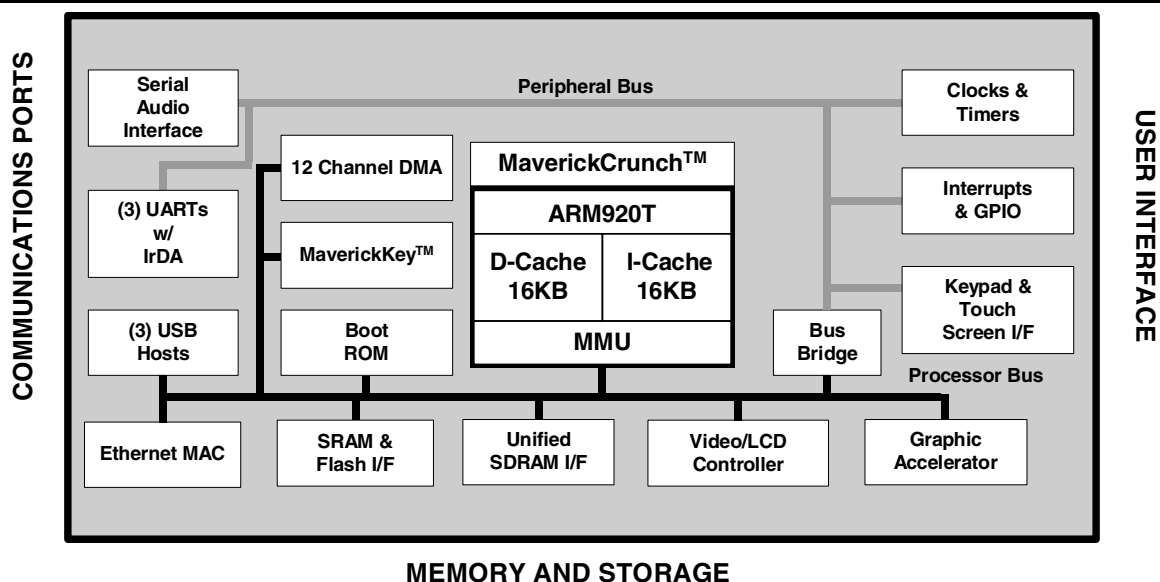 COMMUNICATIONS PORTS
Serial
Audio
Interface
Peripheral Bus
Clocks &
Timers
12 Channel DMA
MaverickCrunch™
(3) UARTs
w/
IrDA
ARM920T
Interrupts
& GPIO
MaverickKey™
D-Cache
16KB
I-Cache
16KB
Keypad &
Touch
Screen I/F
(3) USB
Hosts
Boot
ROM
MMU
Bus
Bridge
Processor Bus
Ethernet MAC
SRAM &
Flash I/F
Unified
SDRAM I/F
Video/LCD
Controller
Graphic
Accelerator
USER INTERFACE
MEMORY AND STORAGE